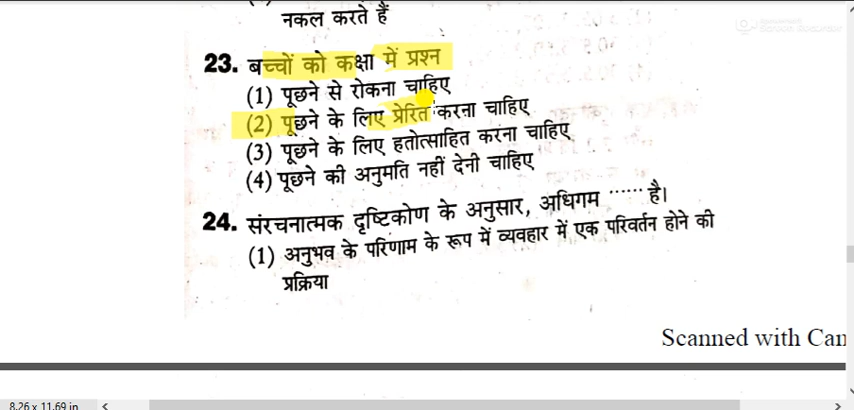 नकल करते हैं
23. बच्चों को कक्षा में प्रश्न
(1) पूछने से रोकना चाहिए
(2) पूछने के लिए प्रेरित करना चाहिए
(3) पूछने के लिए हतोत्साहित करना चाहिए
(4) पूछने की अनुमति नहीं देनी चाहिए
24. संरचनात्मक दृष्टिकोण के अनुसार, अधिगम ...... है।
(1) अनुभव के परिणाम के रूप में व्यवहार में एक परिवर्तन होने की
प्रक्रिया
Scanned with Cam
8.26 x 11.69 in